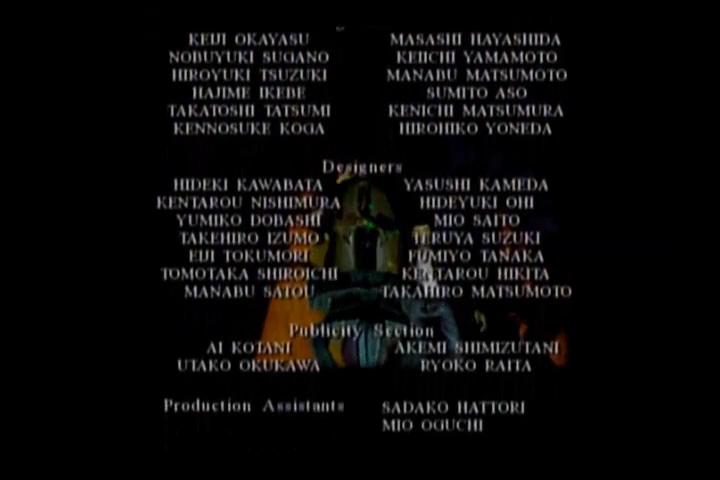 KEIJI OKAYASU MASASHI HAYASHIDA
NOBUYUKI SUGANO KEIICHI YAMAMOTO
HIROYUKI TSUZUKI MANABU MATSUMOTO
HAJIME IKEBE SUMITO ASO
TAKATOSHI TATSUMI KENICHI MATSUMURA
KENNOSUKE KOGA HIROHIKO YONEDA
Designers
HIDEKI KAWABATA YASUSHI KAMEDA
KENTAROU NISHIMURA HIDEYUKI OHI
YUMIKO DOBASHI MIO SAITO
TAKEHIRO IZUMO TERUYA SUZUKI
EIJI TOKUMORI FUMIYO TANAKA
TOMOTAKA SHIROICHI KENTAROU HIKITA
MANABU SATOU TAKAHIRO MATSUMOTO
Publicity Section
AI KOTANI AKEMI SHIMIZUTANI
UTAKO OKUKAWA RYOKO RAITA
Production Assistants SADAKO HATTORI
MIO OGUCHI